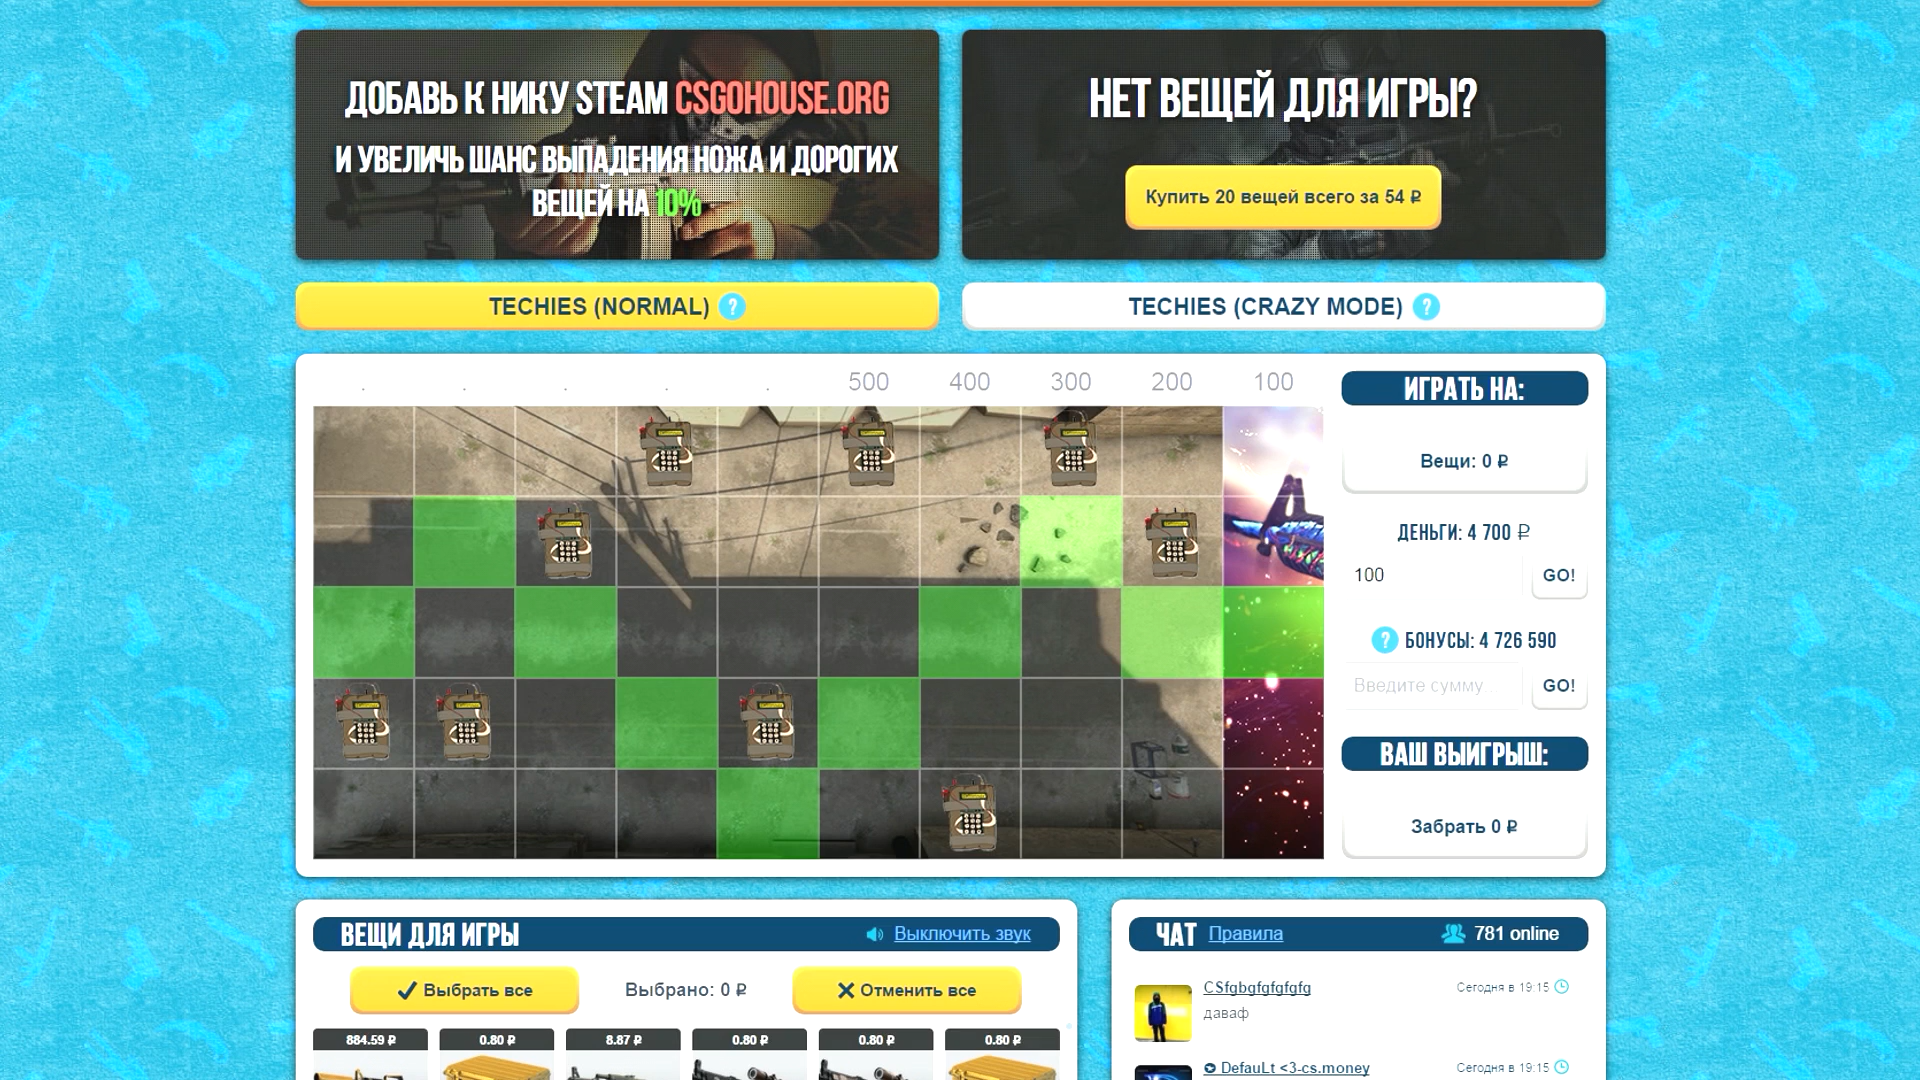 ДОБАВЬ К НИКУ STEAM CSGOHOUSE.ORG
И УВЕЛИЧЬ ШАНС ВЫПАДЕНИЯ НОЖА И ДОРОГИХ
ВЕЩЕЙ НА 10%
НЕТ ВЕЩЕЙ ДЛЯ ИГРЫ?
Купить 20 вещей всего за 54 ₽
TECHIES (NORMAL) ?
TECHIES (CRAZY MODE) ?
. . . . . 500 400 300 200 100
ИГРАТЬ НА:
Вещи: 0 ₽
ДЕНЬГИ: 4 700 ₽
100 GO!
? БОНУСЫ: 4 726 590
Введите сумму.. GO!
ВАШ ВЫИГРЫШ:
Забрать 0 ₽
ВЕЩИ ДЛЯ ИГРЫ Выключить звук
Выбрать все Выбрано: 0 ₽ Отменить все
884.59 ₽ 0.80 ₽ 8.87 ₽ 0.80 ₽ 0.80 ₽ 0.80 ₽
ЧАТ Правила 781 online
CSfgbgfgfgfgfg Сегодня в 19:15
даваф
DefauLt <3-cs.money Сегодня в 19:15